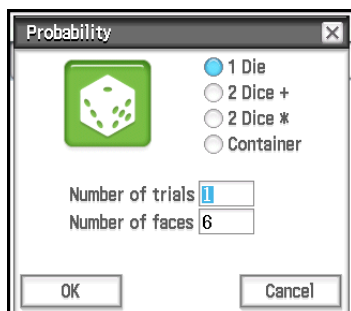 Probability
1 Die
2 Dice +
2 Dice *
Container
Number of trials 1
Number of faces 6
OK Cancel